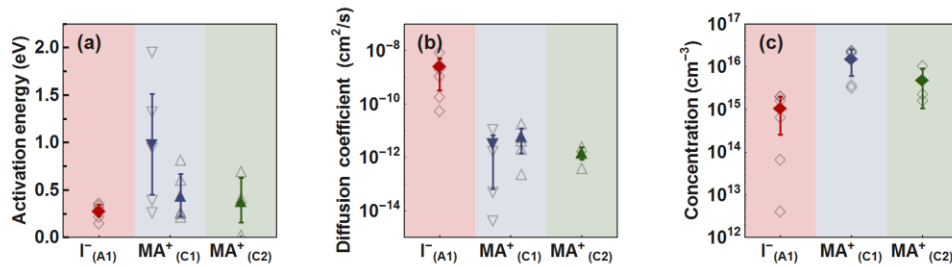 (a)
Activation energy (eV)
2.0
1.5
1.0
0.5
0.0
I⁻(A1) MA⁺(C1) MA⁺(C2)
(b)
Diffusion coefficient (cm²/s)
10⁻⁸
10⁻¹⁰
10⁻¹²
10⁻¹⁴
I⁻(A1) MA⁺(C1) MA⁺(C2)
(c)
Concentration (cm⁻³)
10¹⁷
10¹⁶
10¹⁵
10¹⁴
10¹³
10¹²
I⁻(A1) MA⁺(C1) MA⁺(C2)